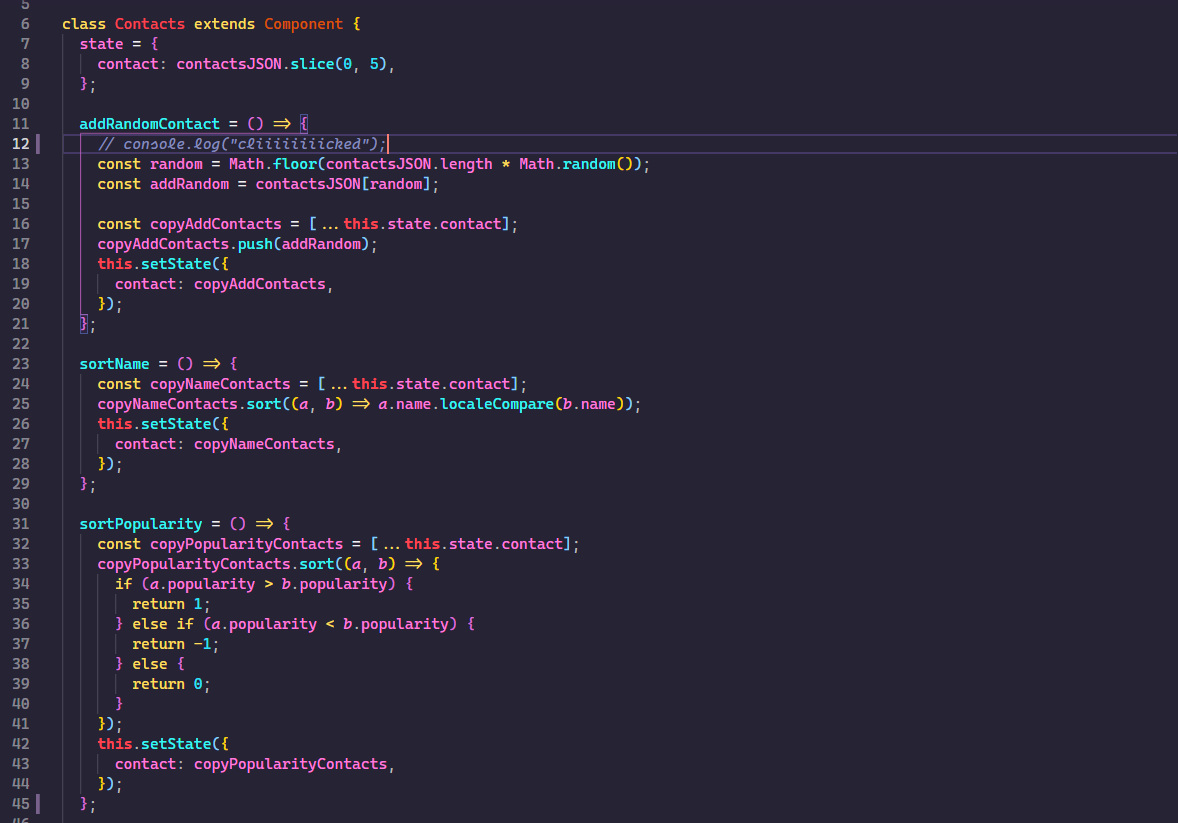 5
6 class Contacts extends Component {
7 state = {
8 contact: contactsJSON.slice(0, 5),
9 };
10
11 addRandomContact = () => {
12 // console.log("cliiiiiiicked");
13 const random = Math.floor(contactsJSON.length * Math.random());
14 const addRandom = contactsJSON[random];
15
16 const copyAddContacts = [...this.state.contact];
17 copyAddContacts.push(addRandom);
18 this.setState({
19 contact: copyAddContacts,
20 });
21 };
22
23 sortName = () => {
24 const copyNameContacts = [...this.state.contact];
25 copyNameContacts.sort((a, b) => a.name.localeCompare(b.name));
26 this.setState({
27 contact: copyNameContacts,
28 });
29 };
30
31 sortPopularity = () => {
32 const copyPopularityContacts = [...this.state.contact];
33 copyPopularityContacts.sort((a, b) => {
34 if (a.popularity > b.popularity) {
35 return 1;
36 } else if (a.popularity < b.popularity) {
37 return -1;
38 } else {
39 return 0;
40 }
41 });
42 this.setState({
43 contact: copyPopularityContacts,
44 });
45 };
46